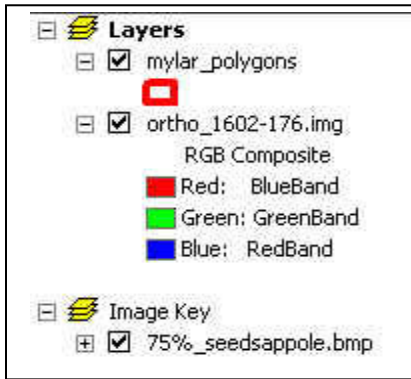 Layers
mylar_polygons
ortho_1602-176.img
RGB Composite
Red: BlueBand
Green: GreenBand
Blue: RedBand
Image Key
75%_seedsappole.bmp